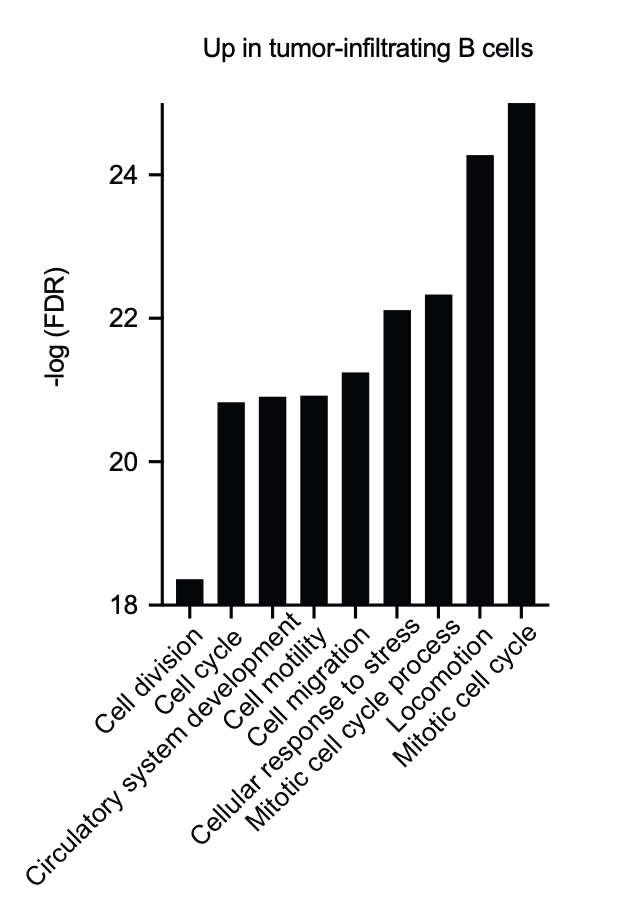 Up in tumor-infiltrating B cells
-log (FDR)
24
22
20
18
Cell division
Cell cycle
Circulatory system development
Cell motility
Cell migration
Cellular response to stress
Mitotic cell cycle process
Locomotion
Mitotic cell cycle